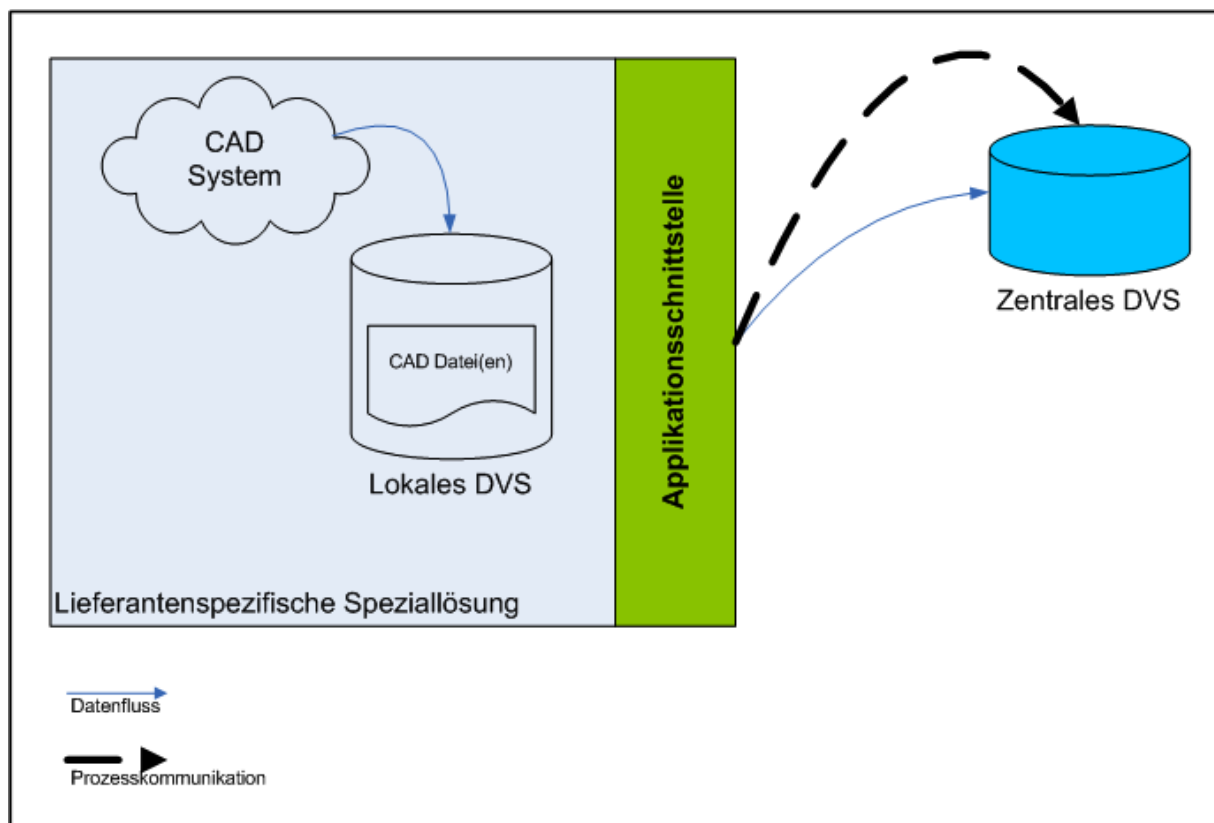 CAD
System
CAD Datei(en)
Lokales DVS
Lieferantenspezifische Speziallösung
Applikationsschnittstelle
Zentrales DVS
Datenfluss
Prozesskommunikation